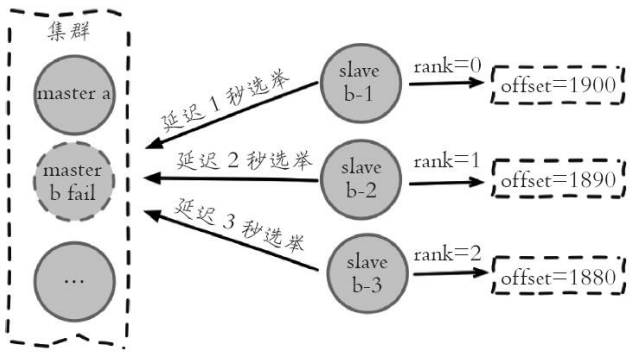 集群
master a
master
b fail
…
延迟 1 秒选举
延迟 2 秒选举
延迟 3 秒选举
slave
b-1
rank=0
offset=1900
slave
b-2
rank=1
offset=1890
slave
b-3
rank=2
offset=1880